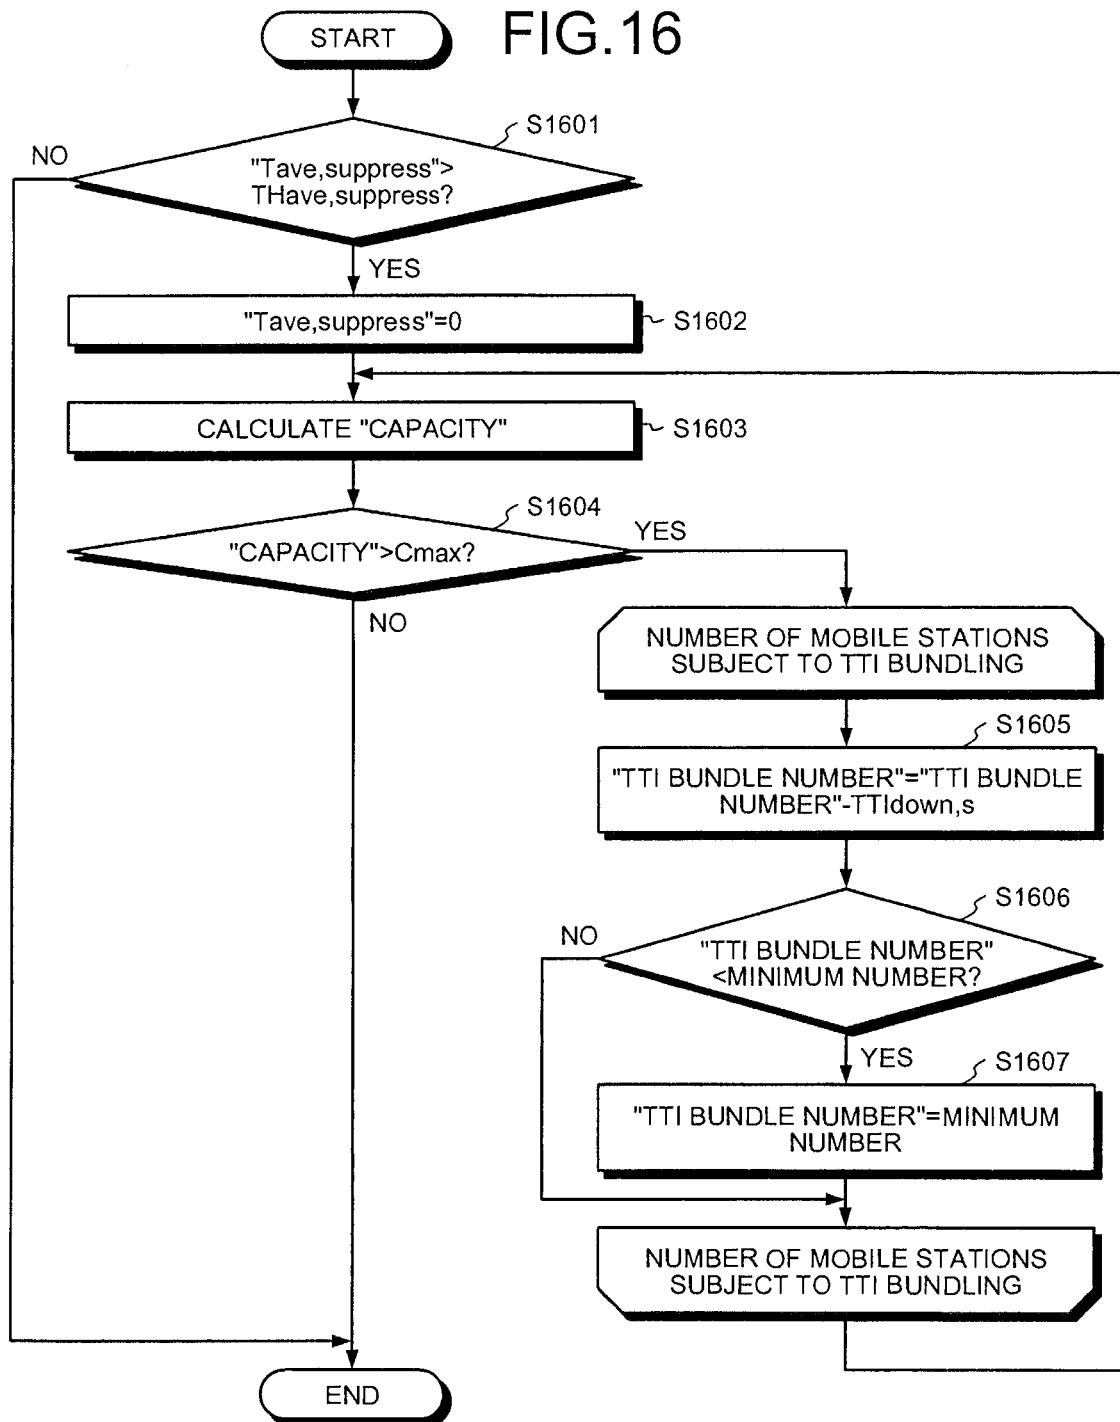 START
FIG.16
S1601
NO
"Tave,suppress">
THave,suppress?
YES
"Tave,suppress"=0
S1602
CALCULATE "CAPACITY"
S1603
S1604
"CAPACITY">Cmax?
YES
NO
NUMBER OF MOBILE STATIONS
SUBJECT TO TTI BUNDLING
S1605
"TTI BUNDLE NUMBER"="TTI BUNDLE
NUMBER"-TTIdown,s
S1606
NO
"TTI BUNDLE NUMBER"
<MINIMUM NUMBER?
YES
S1607
"TTI BUNDLE NUMBER"=MINIMUM
NUMBER
NUMBER OF MOBILE STATIONS
SUBJECT TO TTI BUNDLING
END